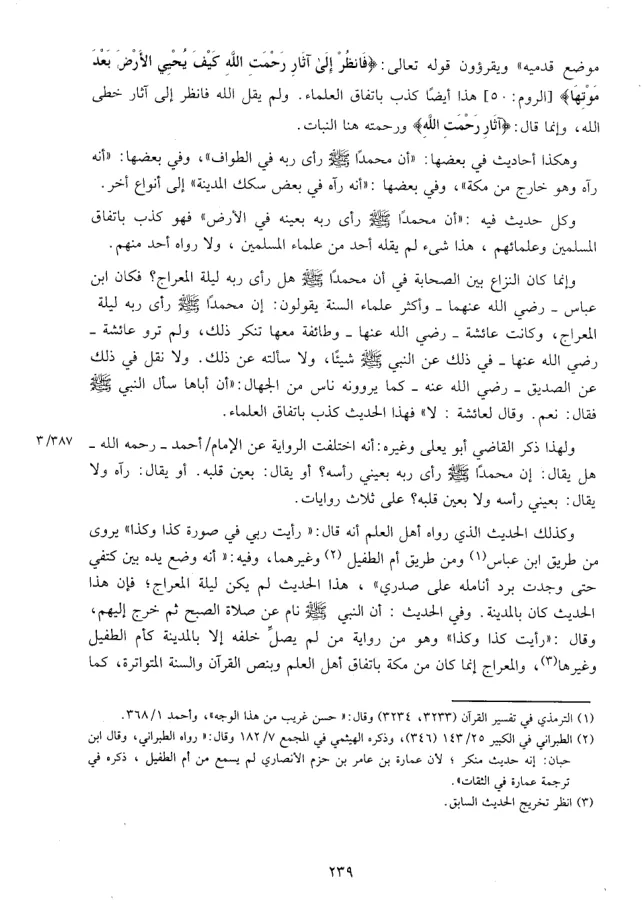 موضع قدميه» ويقرؤون قوله تعالى: ﴿فَانظُرْ إِلَىٰ آثَارِ رَحْمَتِ اللَّهِ كَيْفَ يُحْيِي الأَرْضَ بَعْدَ
مَوْتِهَا﴾ [الروم: ٥٠] هذا أيضًا كذب باتفاق العلماء. ولم يقل الله فانظر إلى آثار خطى
الله، وإنما قال: ﴿آثَارِ رَحْمَتِ اللَّهِ﴾ ورحمته هنا النبات.
وهكذا أحاديث في بعضها: «أن محمدًا ﷺ رأى ربه في الطواف»، وفي بعضها: «أنه
رآه وهو خارج من مكة»، وفي بعضها :«أنه رآه في بعض سكك المدينة» إلى أنواع أخر.
وكل حديث فيه :«أن محمدًا ﷺ رأى ربه بعينه في الأرض» فهو كذب باتفاق
المسلمين وعلمائهم ، هذا شىء لم يقله أحد من علماء المسلمين ، ولا رواه أحد منهم.
وإنما كان النزاع بين الصحابة في أن محمدًا ﷺ هل رأى ربه ليلة المعراج؟ فكان ابن
عباس ـ رضي الله عنهما ـ وأكثر علماء السنة يقولون: إن محمدًا ﷺ رأى ربه ليلة
المعراج، وكانت عائشة ـ رضي الله عنها ـ وطائفة معها تنكر ذلك، ولم ترو عائشة ـ
رضي الله عنها ـ في ذلك عن النبي ﷺ شيئًا، ولا سألته عن ذلك. ولا نقل في ذلك
عن الصديق ـ رضي الله عنه ـ كما يروونه ناس من الجهال:«أن أباها سأل النبي ﷺ
فقال: نعم. وقال لعائشة : لا» فهذا الحديث كذب باتفاق العلماء.
ولهذا ذكر القاضي أبو يعلى وغيره: أنه اختلفت الرواية عن الإمام/أحمد ـ رحمه الله ـ
٣/٣٨٧
هل يقال: إن محمدًا ﷺ رأى ربه بعيني رأسه؟ أو يقال: بعين قلبه. أو يقال: رآه ولا
يقال: بعيني رأسه ولا بعين قلبه؟ على ثلاث روايات.
وكذلك الحديث الذي رواه أهل العلم أنه قال:« رأيت ربي في صورة كذا وكذا» يروى
من طريق ابن عباس(١) ومن طريق أم الطفيل (٢) وغيرهما، وفيه:« أنه وضع يده بين كتفي
حتى وجدت برد أنامله على صدري» ، هذا الحديث لم يكن ليلة المعراج؛ فإن هذا
الحديث كان بالمدينة. وفي الحديث : أن النبي ﷺ نام عن صلاة الصبح ثم خرج إليهم،
وقال :«رأيت كذا وكذا» وهو من رواية من لم يصلِّ خلفه إلا بالمدينة كأم الطفيل
وغيرها(٣)، والمعراج إنما كان من مكة باتفاق أهل العلم وبنص القرآن والسنة المتواترة، كما
(١) الترمذي في تفسير القرآن (٣٢٣٣، ٣٢٣٤) وقال:« حسن غريب من هذا الوجه»، وأحمد ٣٦٨/١.
(٢) الطبراني في الكبير ١٤٣/٢٥ (٣٤٦)، وذكره الهيثمي في المجمع ١٨٢/٧ وقال:« رواه الطبراني، وقال ابن
حبان: إنه حديث منكر ؛ لأن عمارة بن عامر بن حزم الأنصاري لم يسمع من أم الطفيل ، ذكره في
ترجمة عمارة في الثقات».
(٣) انظر تخريج الحديث السابق.
٢٣٩